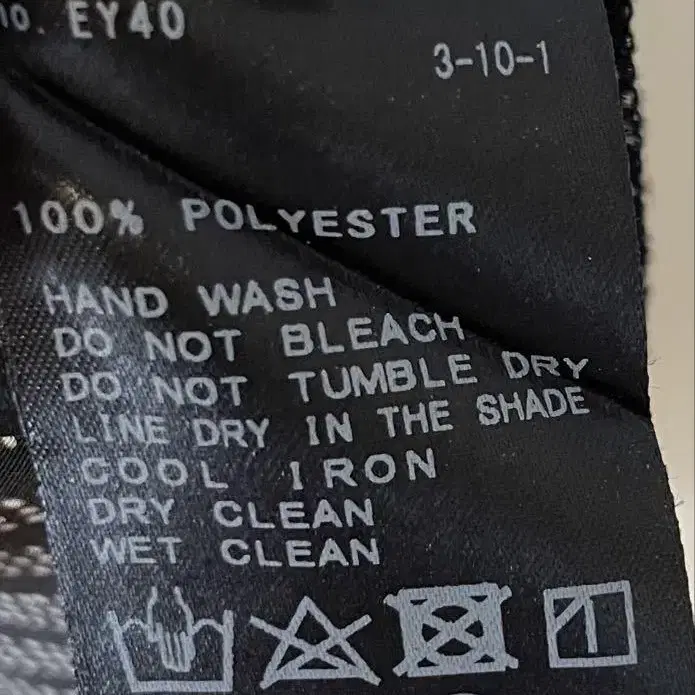 10. EY40
3-10-1
100% POLYESTER
HAND WASH
DO NOT BLEACH
DO NOT TUMBLE DRY
LINE DRY IN THE SHADE
COOL IRON
DRY CLEAN
WET CLEAN